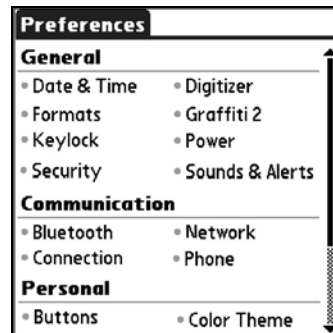 Preferences
General
Date & Time
Digitizer
Formats
Graffiti 2
Keylock
Power
Security
Sounds & Alerts
Communication
Bluetooth
Network
Connection
Phone
Personal
Buttons
Color Theme